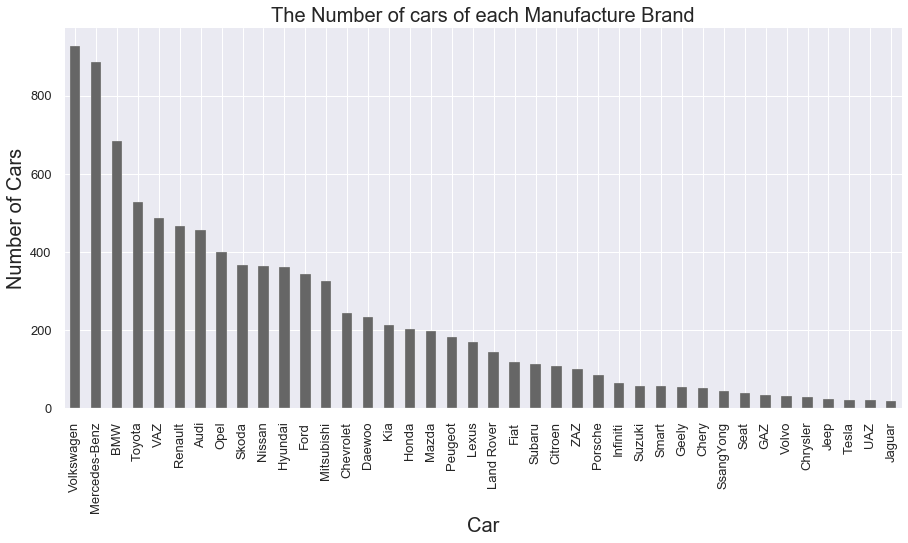 The Number of cars of each Manufacture Brand
Number of Cars
800
600
400
200
0
Volkswagen
Mercedes-Benz
BMW
Toyota
VAZ
Renault
Audi
Opel
Skoda
Nissan
Hyundai
Ford
Mitsubishi
Chevrolet
Daewoo
Kia
Honda
Mazda
Peugeot
Lexus
Land Rover
Fiat
Subaru
Citroen
ZAZ
Porsche
Infiniti
Suzuki
Smart
Geely
Chery
SsangYong
Seat
GAZ
Volvo
Chrysler
Jeep
Tesla
UAZ
Jaguar
Car